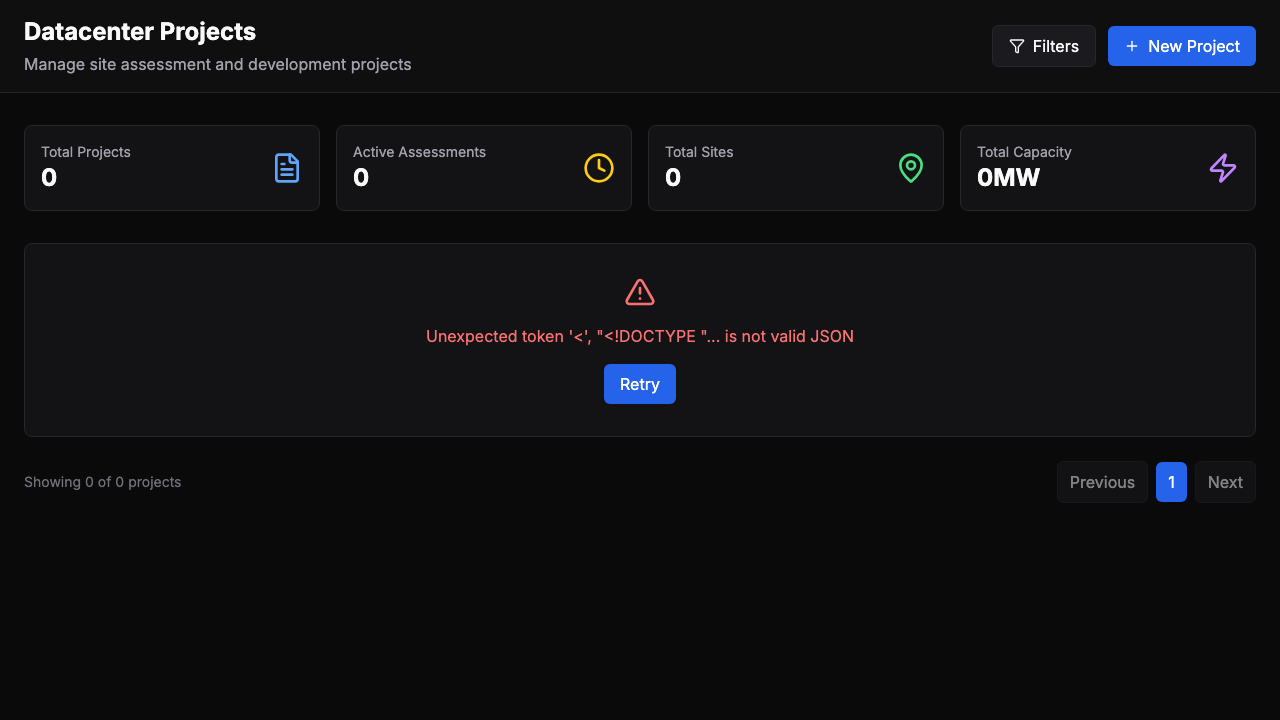 Datacenter Projects
Manage site assessment and development projects
Filters
New Project
Total Projects
0
Active Assessments
0
Total Sites
0
Total Capacity
0MW
Unexpected token '<', "<!DOCTYPE "... is not valid JSON
Retry
Showing 0 of 0 projects
Previous
1
Next